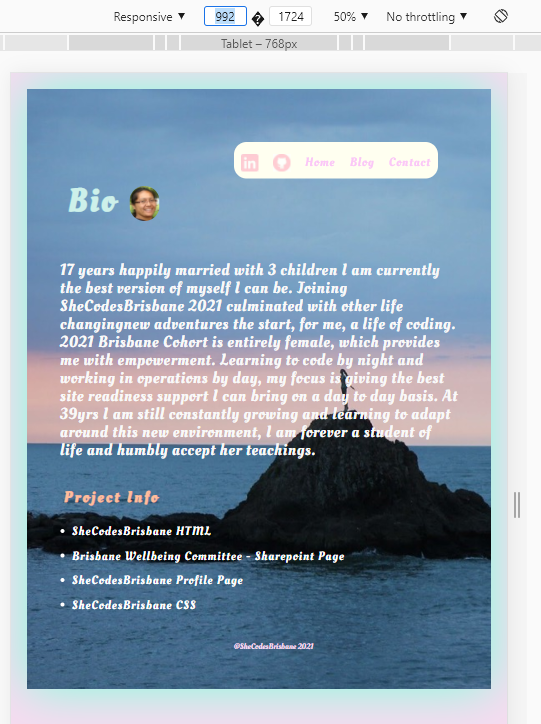 Responsive ▼ 992 � 1724 50% ▼ No throttling ▼
Tablet – 768px
in Home Blog Contact
Bio
17 years happily married with 3 children I am currently
the best version of myself I can be. Joining
SheCodesBrisbane 2021 culminated with other life
changingnew adventures the start, for me, a life of coding.
2021 Brisbane Cohort is entirely female, which provides
me with empowerment. Learning to code by night and
working in operations by day, my focus is giving the best
site readiness support I can bring on a day to day basis. At
39yrs I am still constantly growing and learning to adapt
around this new environment, I am forever a student of
life and humbly accept her teachings.
Project Info
• SheCodesBrisbane HTML
• Brisbane Wellbeing Committee - Sharepoint Page
• SheCodesBrisbane Profile Page
• SheCodesBrisbane CSS
@SheCodesBrisbane 2021